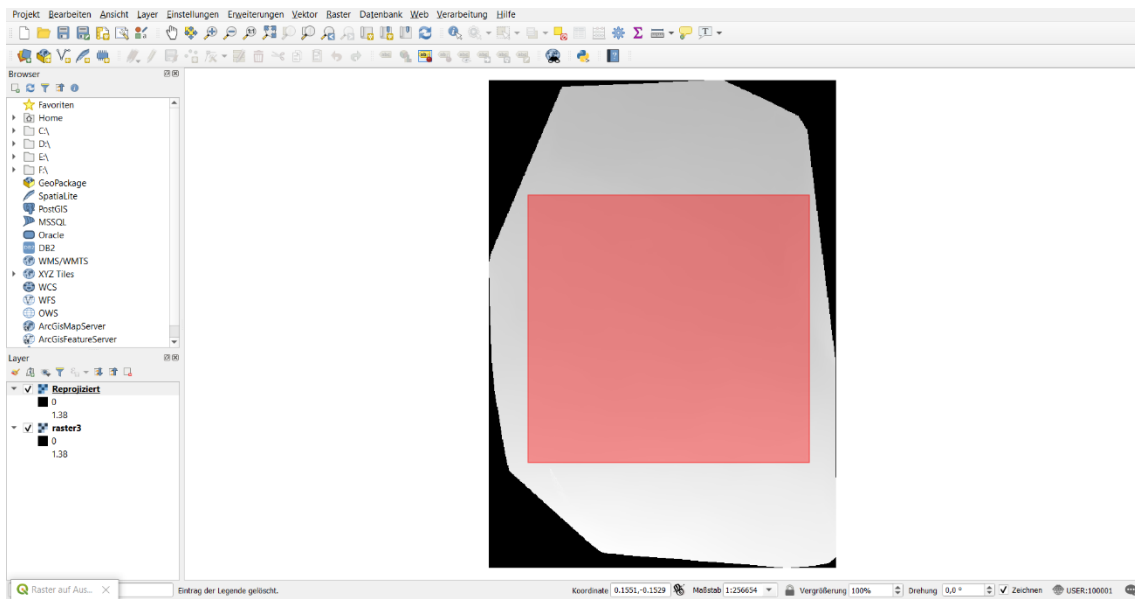 Projekt Bearbeiten Ansicht Layer Einstellungen Erweiterungen Vektor Raster Datenbank Web Verarbeitung Hilfe
Browser
Favoriten
Home
C:\
D:\
E:\
F:\
GeoPackage
SpatiaLite
PostGIS
MSSQL
Oracle
DB2
WMS/WMTS
XYZ Tiles
WCS
WFS
OWS
ArcGisMapServer
ArcGisFeatureServer
Layer
Reprojiziert
0
1.38
raster3
0
1.38
Raster auf Aus... Eintrag der Legende gelöscht. Koordinate 0.1551,-0.1529 Maßstab 1:256654 Vergrößerung 100% Drehung 0,0 ° Zeichnen USER:100001